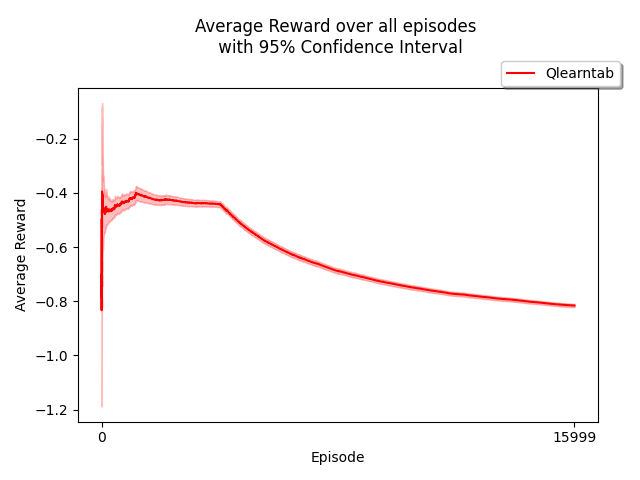 Average Reward over all episodes
with 95% Confidence Interval
Qlearntab
−0.2
−0.4
−0.6
−0.8
−1.0
−1.2
Average Reward
0
15999
Episode